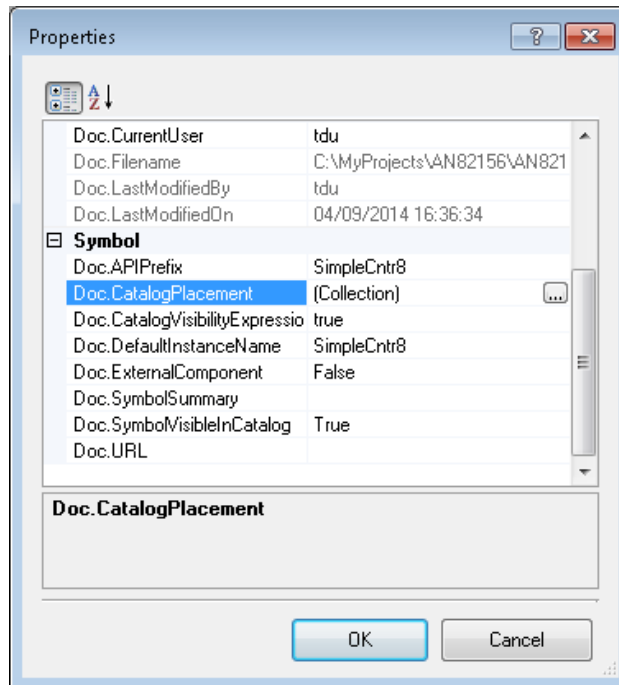 Properties
Doc.CurrentUser tdu
Doc.Filename C:\MyProjects\AN82156\AN821
Doc.LastModifiedBy tdu
Doc.LastModifiedOn 04/09/2014 16:36:34
Symbol
Doc.APIPrefix SimpleCntr8
Doc.CatalogPlacement (Collection) ...
Doc.CatalogVisibilityExpressio true
Doc.DefaultInstanceName SimpleCntr8
Doc.ExternalComponent False
Doc.SymbolSummary
Doc.SymbolVisibleInCatalog True
Doc.URL
Doc.CatalogPlacement
OK Cancel